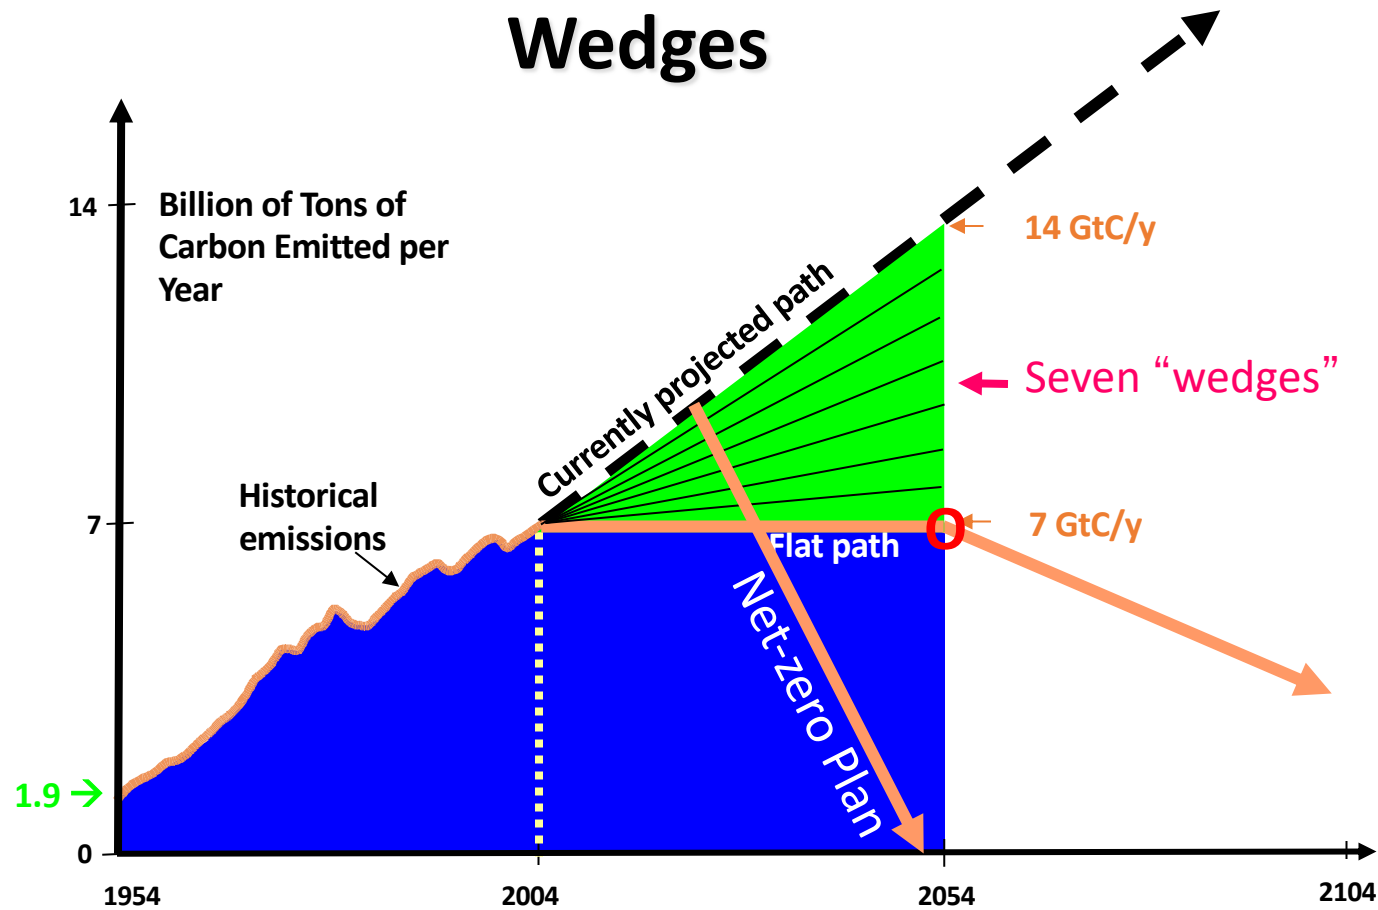 Wedges
14
Billion of Tons of
Carbon Emitted per
Year
14 GtC/y
Currently projected path
Seven “wedges”
Historical
emissions
7
O
7 GtC/y
Flat path
Net-zero Plan
1.9 →
0
1954
2004
2054
2104